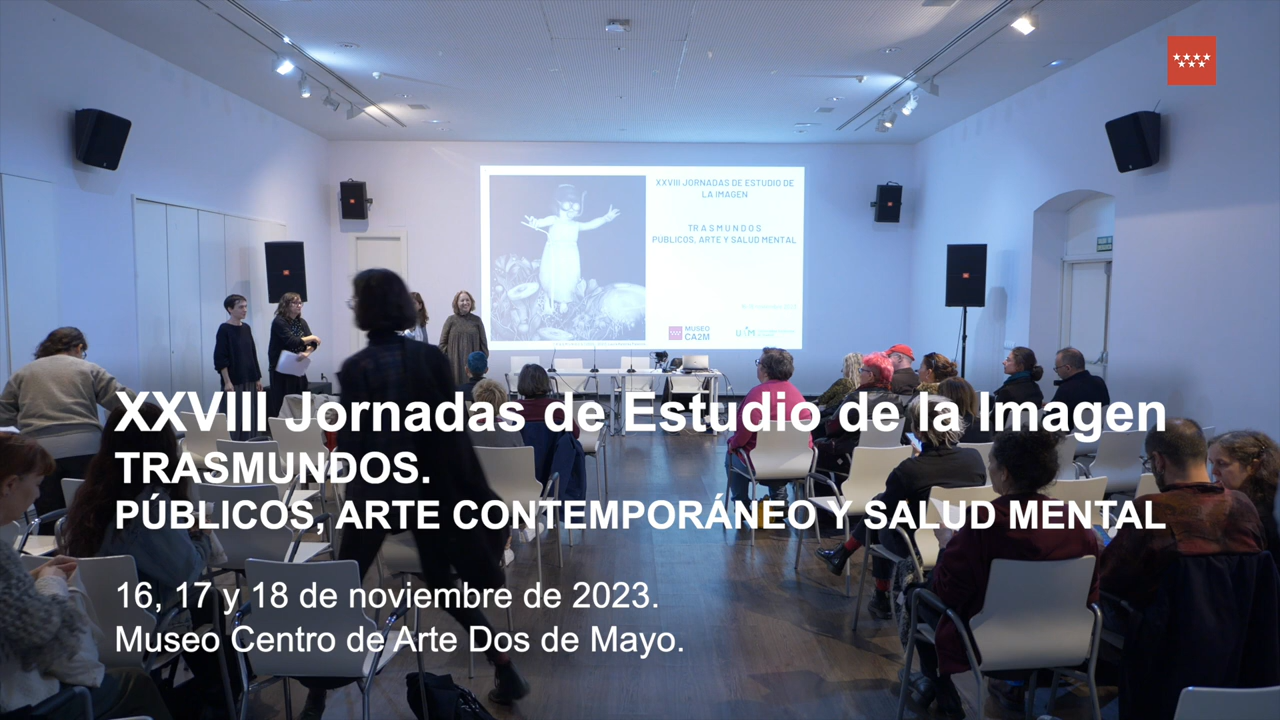 XXVIII JORNADAS DE ESTUDIO DE
LA IMAGEN
TRASMUNDOS
PUBLICOS, ARTE Y SALUD MENTAL
MUSEO
CA2M
XXVIII Jornadas de Estudio de la Imagen
TRASMUNDOS.
PÚBLICOS, ARTE CONTEMPORÁNEO Y SALUD MENTAL
16, 17 y 18 de noviembre de 2023.
Museo Centro de Arte Dos de Mayo.